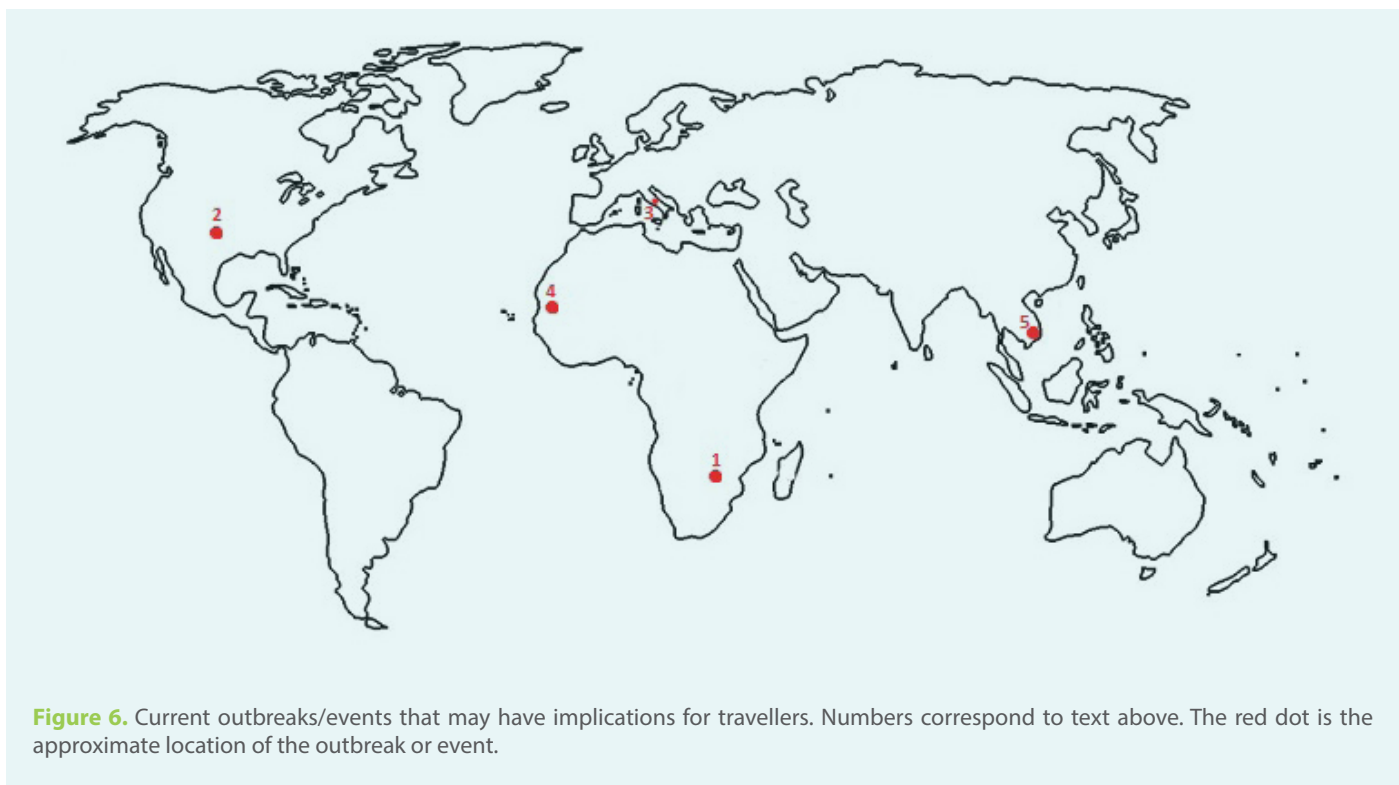 2
3
4
5
1
Figure 6. Current outbreaks/events that may have implications for travellers. Numbers correspond to text above. The red dot is the
approximate location of the outbreak or event.